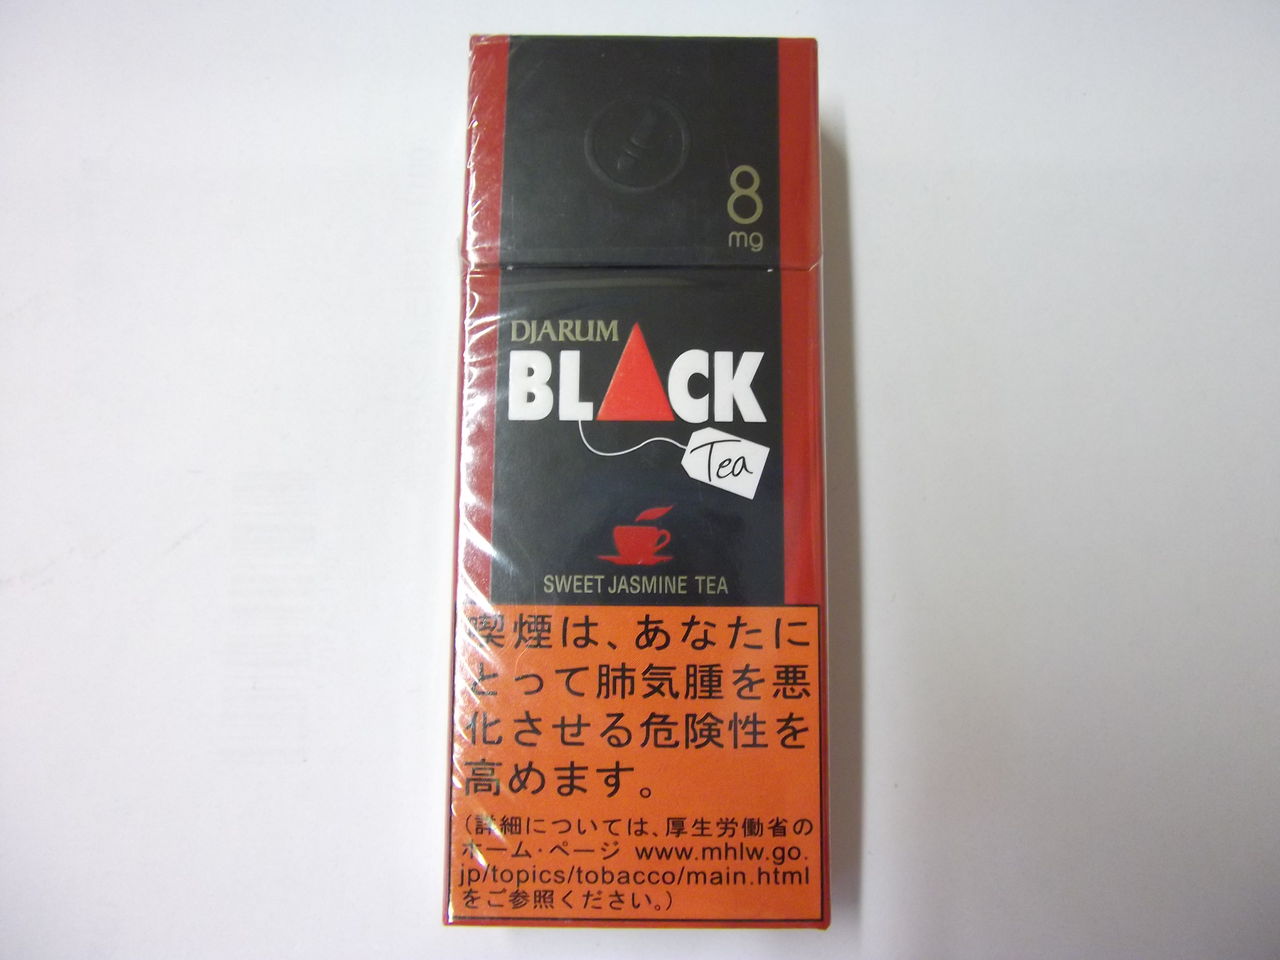 8
mg
DJARUM
BLACK
Tea
SWEET JASMINE TEA
喫煙は、あなたに
とって肺気腫を悪
化させる危険性を
高めます。
(詳細については、厚生労働省の
ホーム・ページ www.mhlw.go.
jp/topics/tobacco/main.html
をご参照ください。)